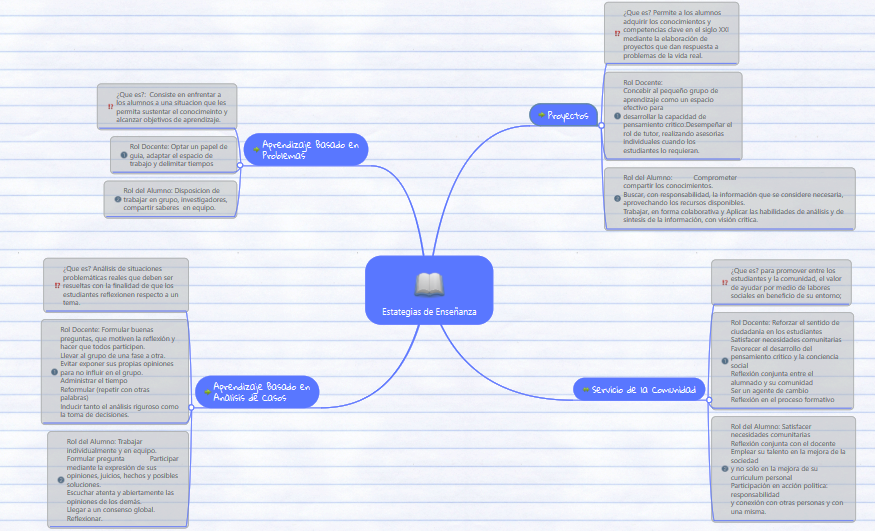 ¿Que es? Permite a los alumnos
adquirir los conocimientos y
competencias clave en el siglo XXI
mediante la elaboración de
proyectos que dan respuesta a
problemas de la vida real.
Rol Docente:
Concebir al pequeño grupo de
aprendizaje como un espacio
efectivo para
desarrollar la capacidad de
pensamiento crítico.Desempeñar el
rol de tutor, realizando asesorías
individuales cuando los
estudiantes lo requieran.
Rol del Alumno: Comprometer
compartir los conocimientos.
Buscar, con responsabilidad, la información que se considere necesaria,
aprovechando los recursos disponibles.
Trabajar, en forma colaborativa y Aplicar las habilidades de análisis y de
síntesis de la información, con visión crítica.
Proyectos
¿Que es?: Consiste en enfrentar a
los alumnos a una situacion que les
permita sustentar el conocimeinto y
alcanzar objetivos de aprendizaje.
Rol Docente: Optar un papel de
guía, adaptar el espacio de
trabajo y delimitar tiempos
Rol del Alumno: Disposicion de
trabajar en grupo, investigadores,
compartir saberes en equipo.
Aprendizaje Basado en
Problemas
Estategias de Enseñanza
¿Que es? Análisis de situaciones
problemáticas reales que deben ser
resueltas con la finalidad de que los
estudiantes reflexionen respecto a un
tema.
Rol Docente: Formular buenas
preguntas, que motiven la reflexión y
hacer que todos participen.
Llevar al grupo de una fase a otra.
Evitar exponer sus propias opiniones
para no influir en el grupo.
Administrar el tiempo
Reformular (repetir con otras
palabras)
Inducir tanto el análisis riguroso como
la toma de decisiones.
Rol del Alumno: Trabajar
individualmente y en equipo.
Formular pregunta Participar
mediante la expresión de sus
opiniones, juicios, hechos y posibles
soluciones.
Escuchar atenta y abiertamente las
opiniones de los demás.
Llegar a un consenso global.
Reflexionar.
Aprendizaje Basado en
Análisis de Casos
¿Que es? para promover entre los
estudiantes y la comunidad, el valor
de ayudar por medio de labores
sociales en beneficio de su entorno;
Rol Docente: Reforzar el sentido de
ciudadanía en los estudiantes
Satisfacer necesidades comunitarias
Favorecer el desarrollo del
pensamiento crítico y la conciencia
social
Reflexión conjunta entre el
alumnado y su comunidad
Ser un agente de cambio
Reflexión en el proceso formativo
Rol del Alumno: Satisfacer
necesidades comunitarias
Reflexión conjunta con el docente
Emplear su talento en la mejora de la
sociedad
y no solo en la mejora de su
curriculum personal
Participación en acción política:
responsabilidad
y conexión con otras personas y con
una misma.
Servicio de la Comunidad